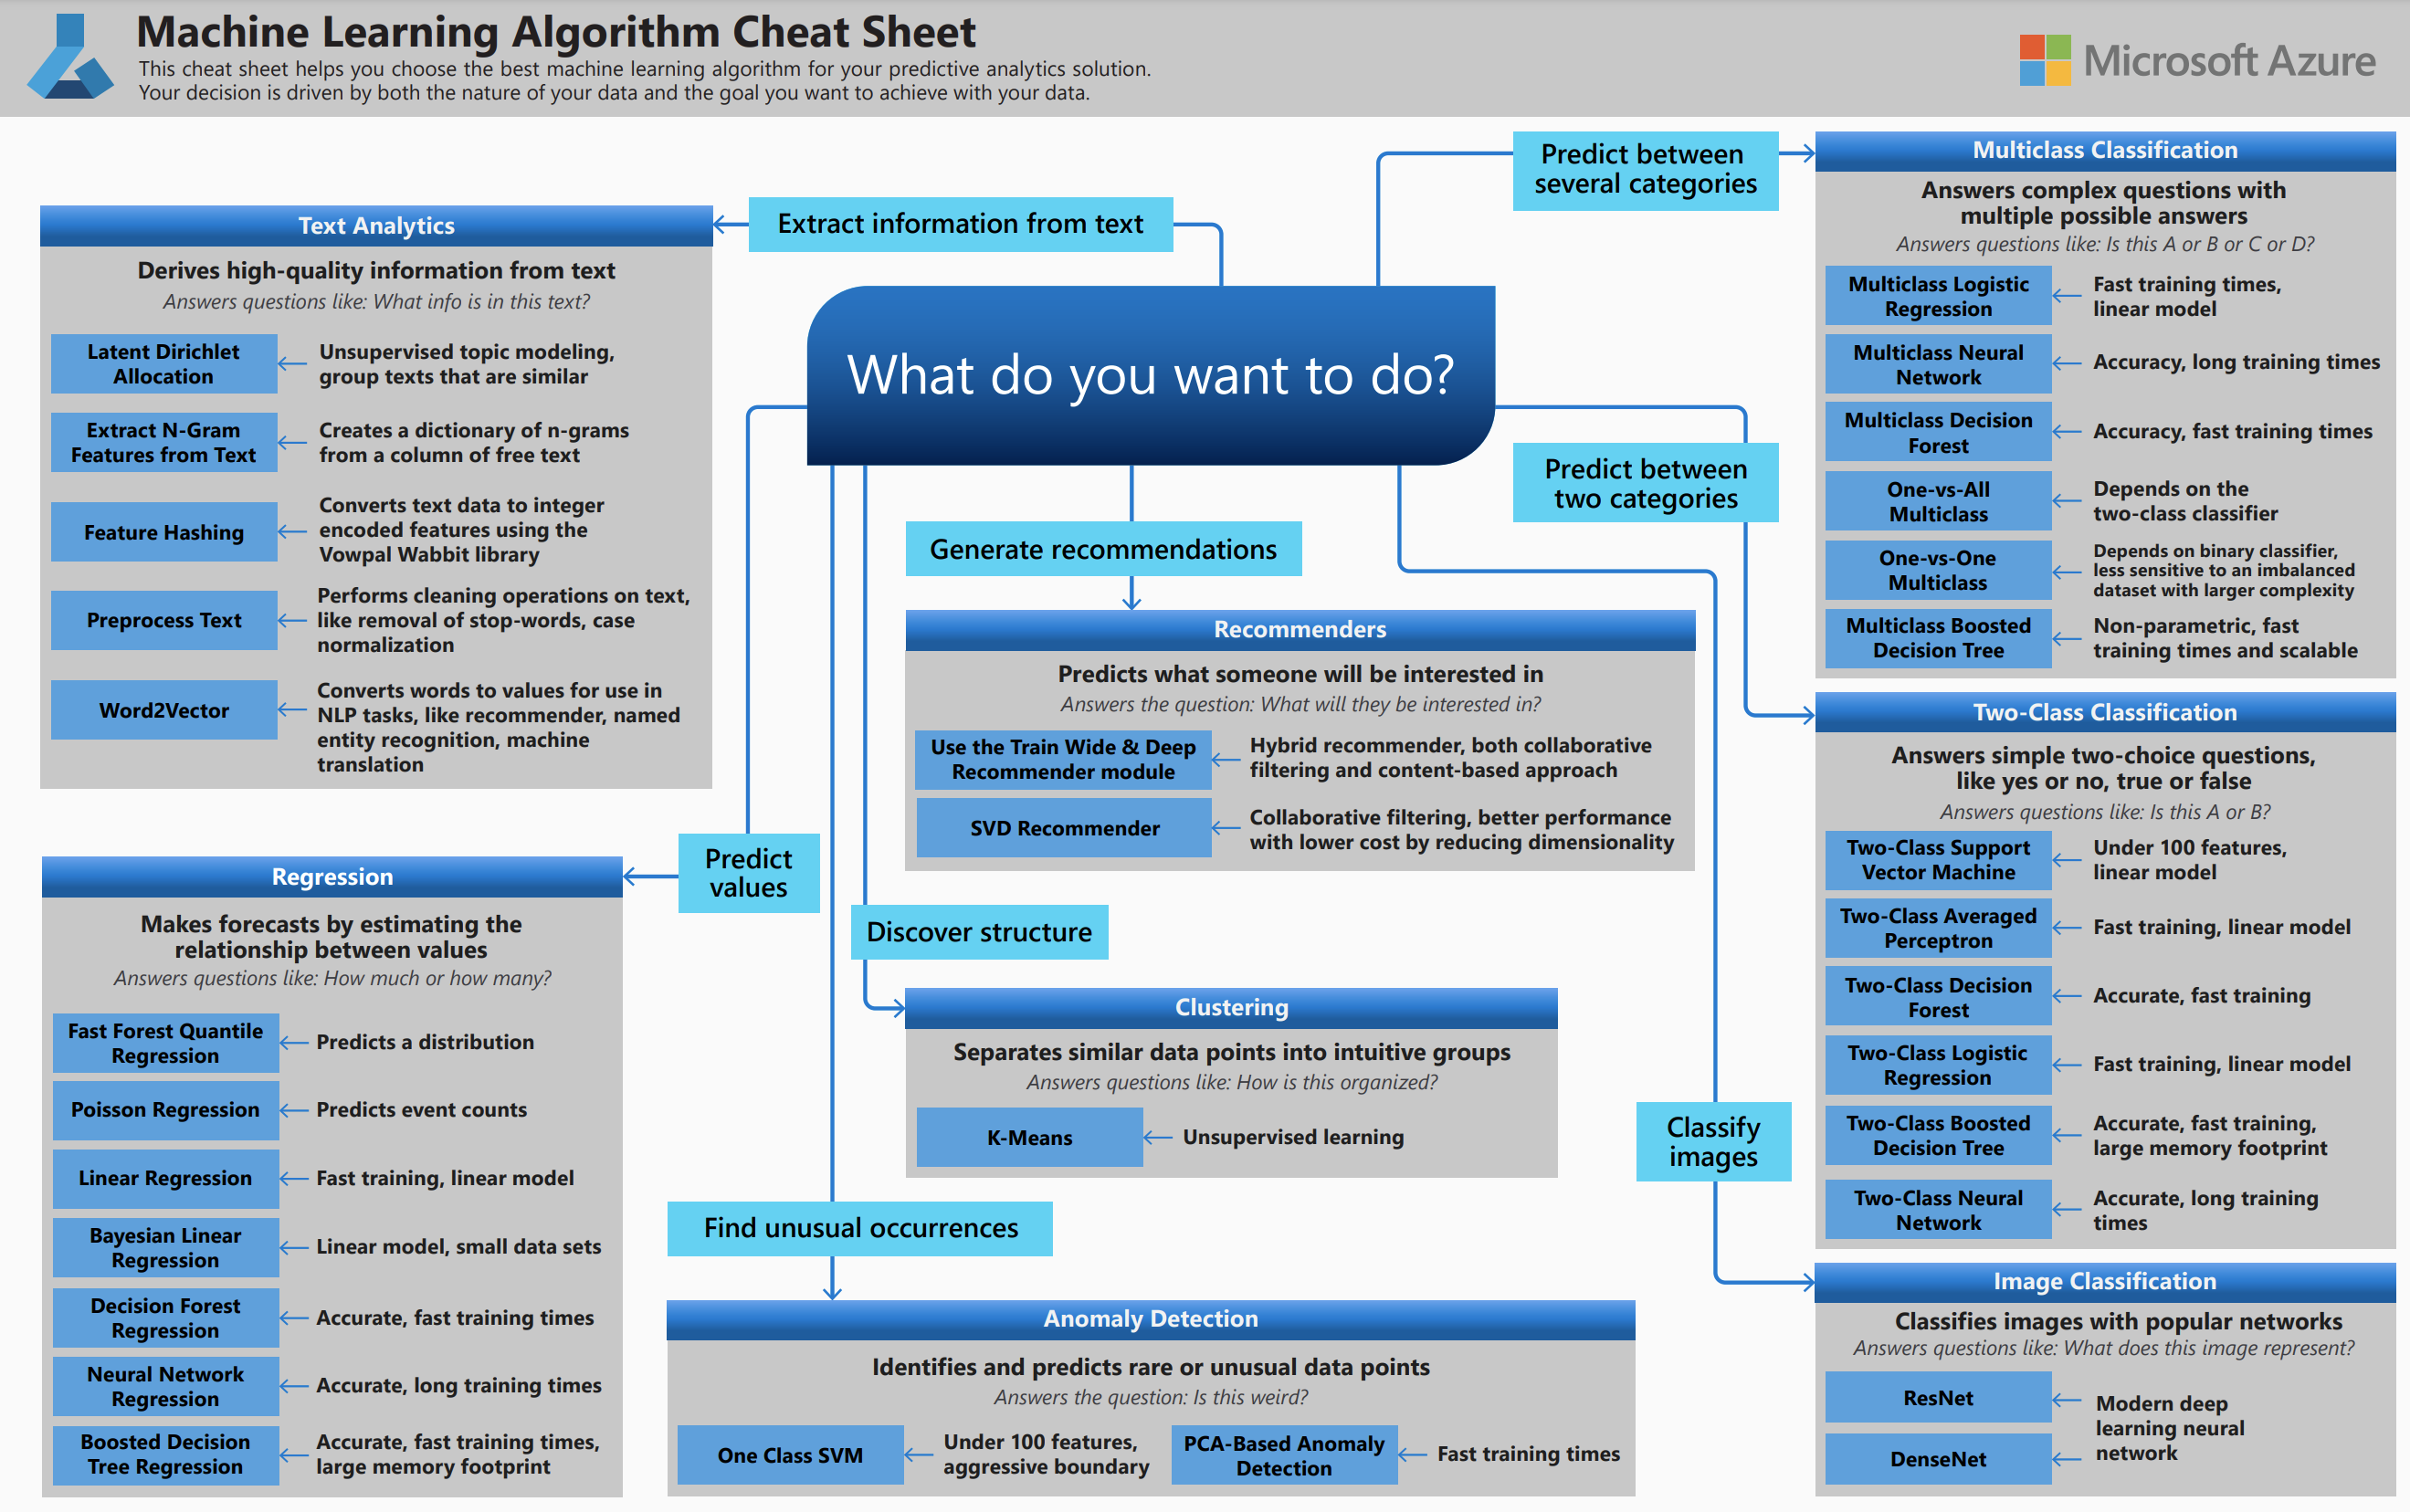 Machine Learning Algorithm Cheat Sheet
This cheat sheet helps you choose the best machine learning algorithm for your predictive analytics solution.
Your decision is driven by both the nature of your data and the goal you want to achieve with your data.
Microsoft Azure
What do you want to do?
Extract information from text
Text Analytics
Derives high-quality information from text
Answers questions like: What info is in this text?
Latent Dirichlet
Allocation
Unsupervised topic modeling,
group texts that are similar
Extract N-Gram
Features from Text
Creates a dictionary of n-grams
from a column of free text
Feature Hashing
Converts text data to integer
encoded features using the
Vowpal Wabbit library
Preprocess Text
Performs cleaning operations on text,
like removal of stop-words, case
normalization
Word2Vector
Converts words to values for use in
NLP tasks, like recommender, named
entity recognition, machine
translation
Predict
values
Regression
Makes forecasts by estimating the
relationship between values
Answers questions like: How much or how many?
Fast Forest Quantile
Regression
Predicts a distribution
Poisson Regression
Predicts event counts
Linear Regression
Fast training, linear model
Bayesian Linear
Regression
Linear model, small data sets
Decision Forest
Regression
Accurate, fast training times
Neural Network
Regression
Accurate, long training times
Boosted Decision
Tree Regression
Accurate, fast training times,
large memory footprint
Generate recommendations
Recommenders
Predicts what someone will be interested in
Answers the question: What will they be interested in?
Use the Train Wide & Deep
Recommender module
Hybrid recommender, both collaborative
filtering and content-based approach
SVD Recommender
Collaborative filtering, better performance
with lower cost by reducing dimensionality
Discover structure
Clustering
Separates similar data points into intuitive groups
Answers questions like: How is this organized?
K-Means
Unsupervised learning
Find unusual occurrences
Anomaly Detection
Identifies and predicts rare or unusual data points
Answers the question: Is this weird?
One Class SVM
Under 100 features,
aggressive boundary
PCA-Based Anomaly
Detection
Fast training times
Predict between
several categories
Multiclass Classification
Answers complex questions with
multiple possible answers
Answers questions like: Is this A or B or C or D?
Multiclass Logistic
Regression
Fast training times,
linear model
Multiclass Neural
Network
Accuracy, long training times
Multiclass Decision
Forest
Accuracy, fast training times
One-vs-All
Multiclass
Depends on the
two-class classifier
One-vs-One
Multiclass
Depends on binary classifier,
less sensitive to an imbalanced
dataset with larger complexity
Multiclass Boosted
Decision Tree
Non-parametric, fast
training times and scalable
Predict between
two categories
Two-Class Classification
Answers simple two-choice questions,
like yes or no, true or false
Answers questions like: Is this A or B?
Two-Class Support
Vector Machine
Under 100 features,
linear model
Two-Class Averaged
Perceptron
Fast training, linear model
Two-Class Decision
Forest
Accurate, fast training
Two-Class Logistic
Regression
Fast training, linear model
Two-Class Boosted
Decision Tree
Accurate, fast training,
large memory footprint
Two-Class Neural
Network
Accurate, long training
times
Classify
images
Image Classification
Classifies images with popular networks
Answers questions like: What does this image represent?
ResNet
DenseNet
Modern deep
learning neural
network